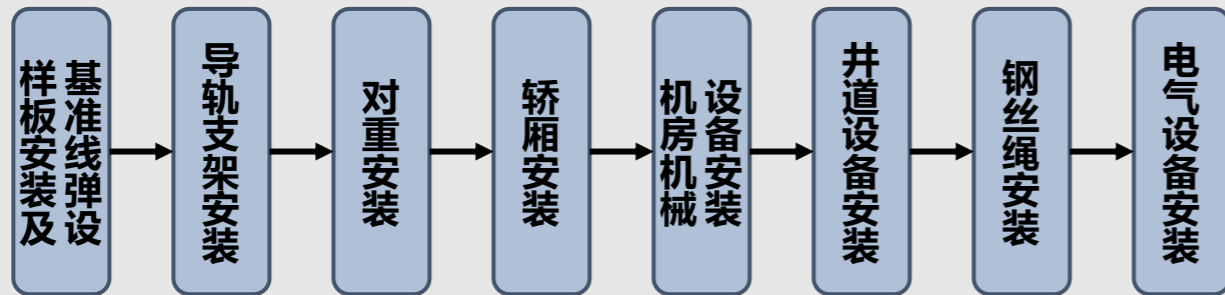 样板安装及
基准线弹设
导轨支架安装
对重安装
轿厢安装
机房机械
设备安装
井道设备安装
钢丝绳安装
电气设备安装